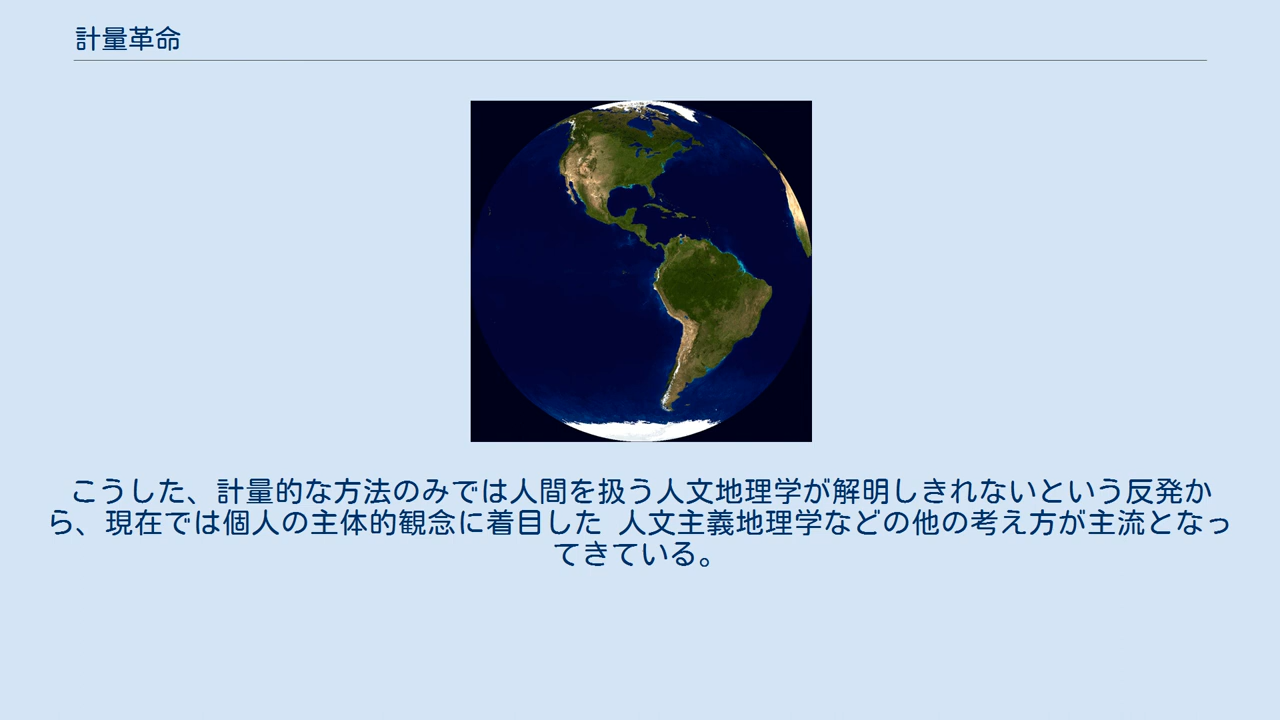 計量革命
こうした、計量的な方法のみでは人間を扱う人文地理学が解明しきれないという反発か
ら、現在では個人の主体的観念に着目した 人文主義地理学などの他の考え方が主流となっ
てきている。